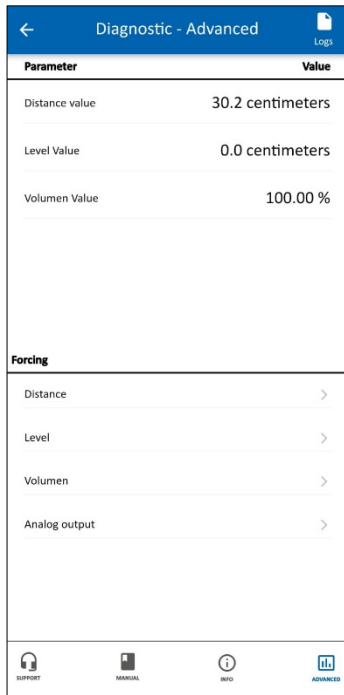 Diagnostic - Advanced
Logs
Parameter Value
Distance value 30.2 centimeters
Level Value 0.0 centimeters
Volumen Value 100.00 %
Forcing
Distance
Level
Volumen
Analog output
SUPPORT MANUAL INFO ADVANCED